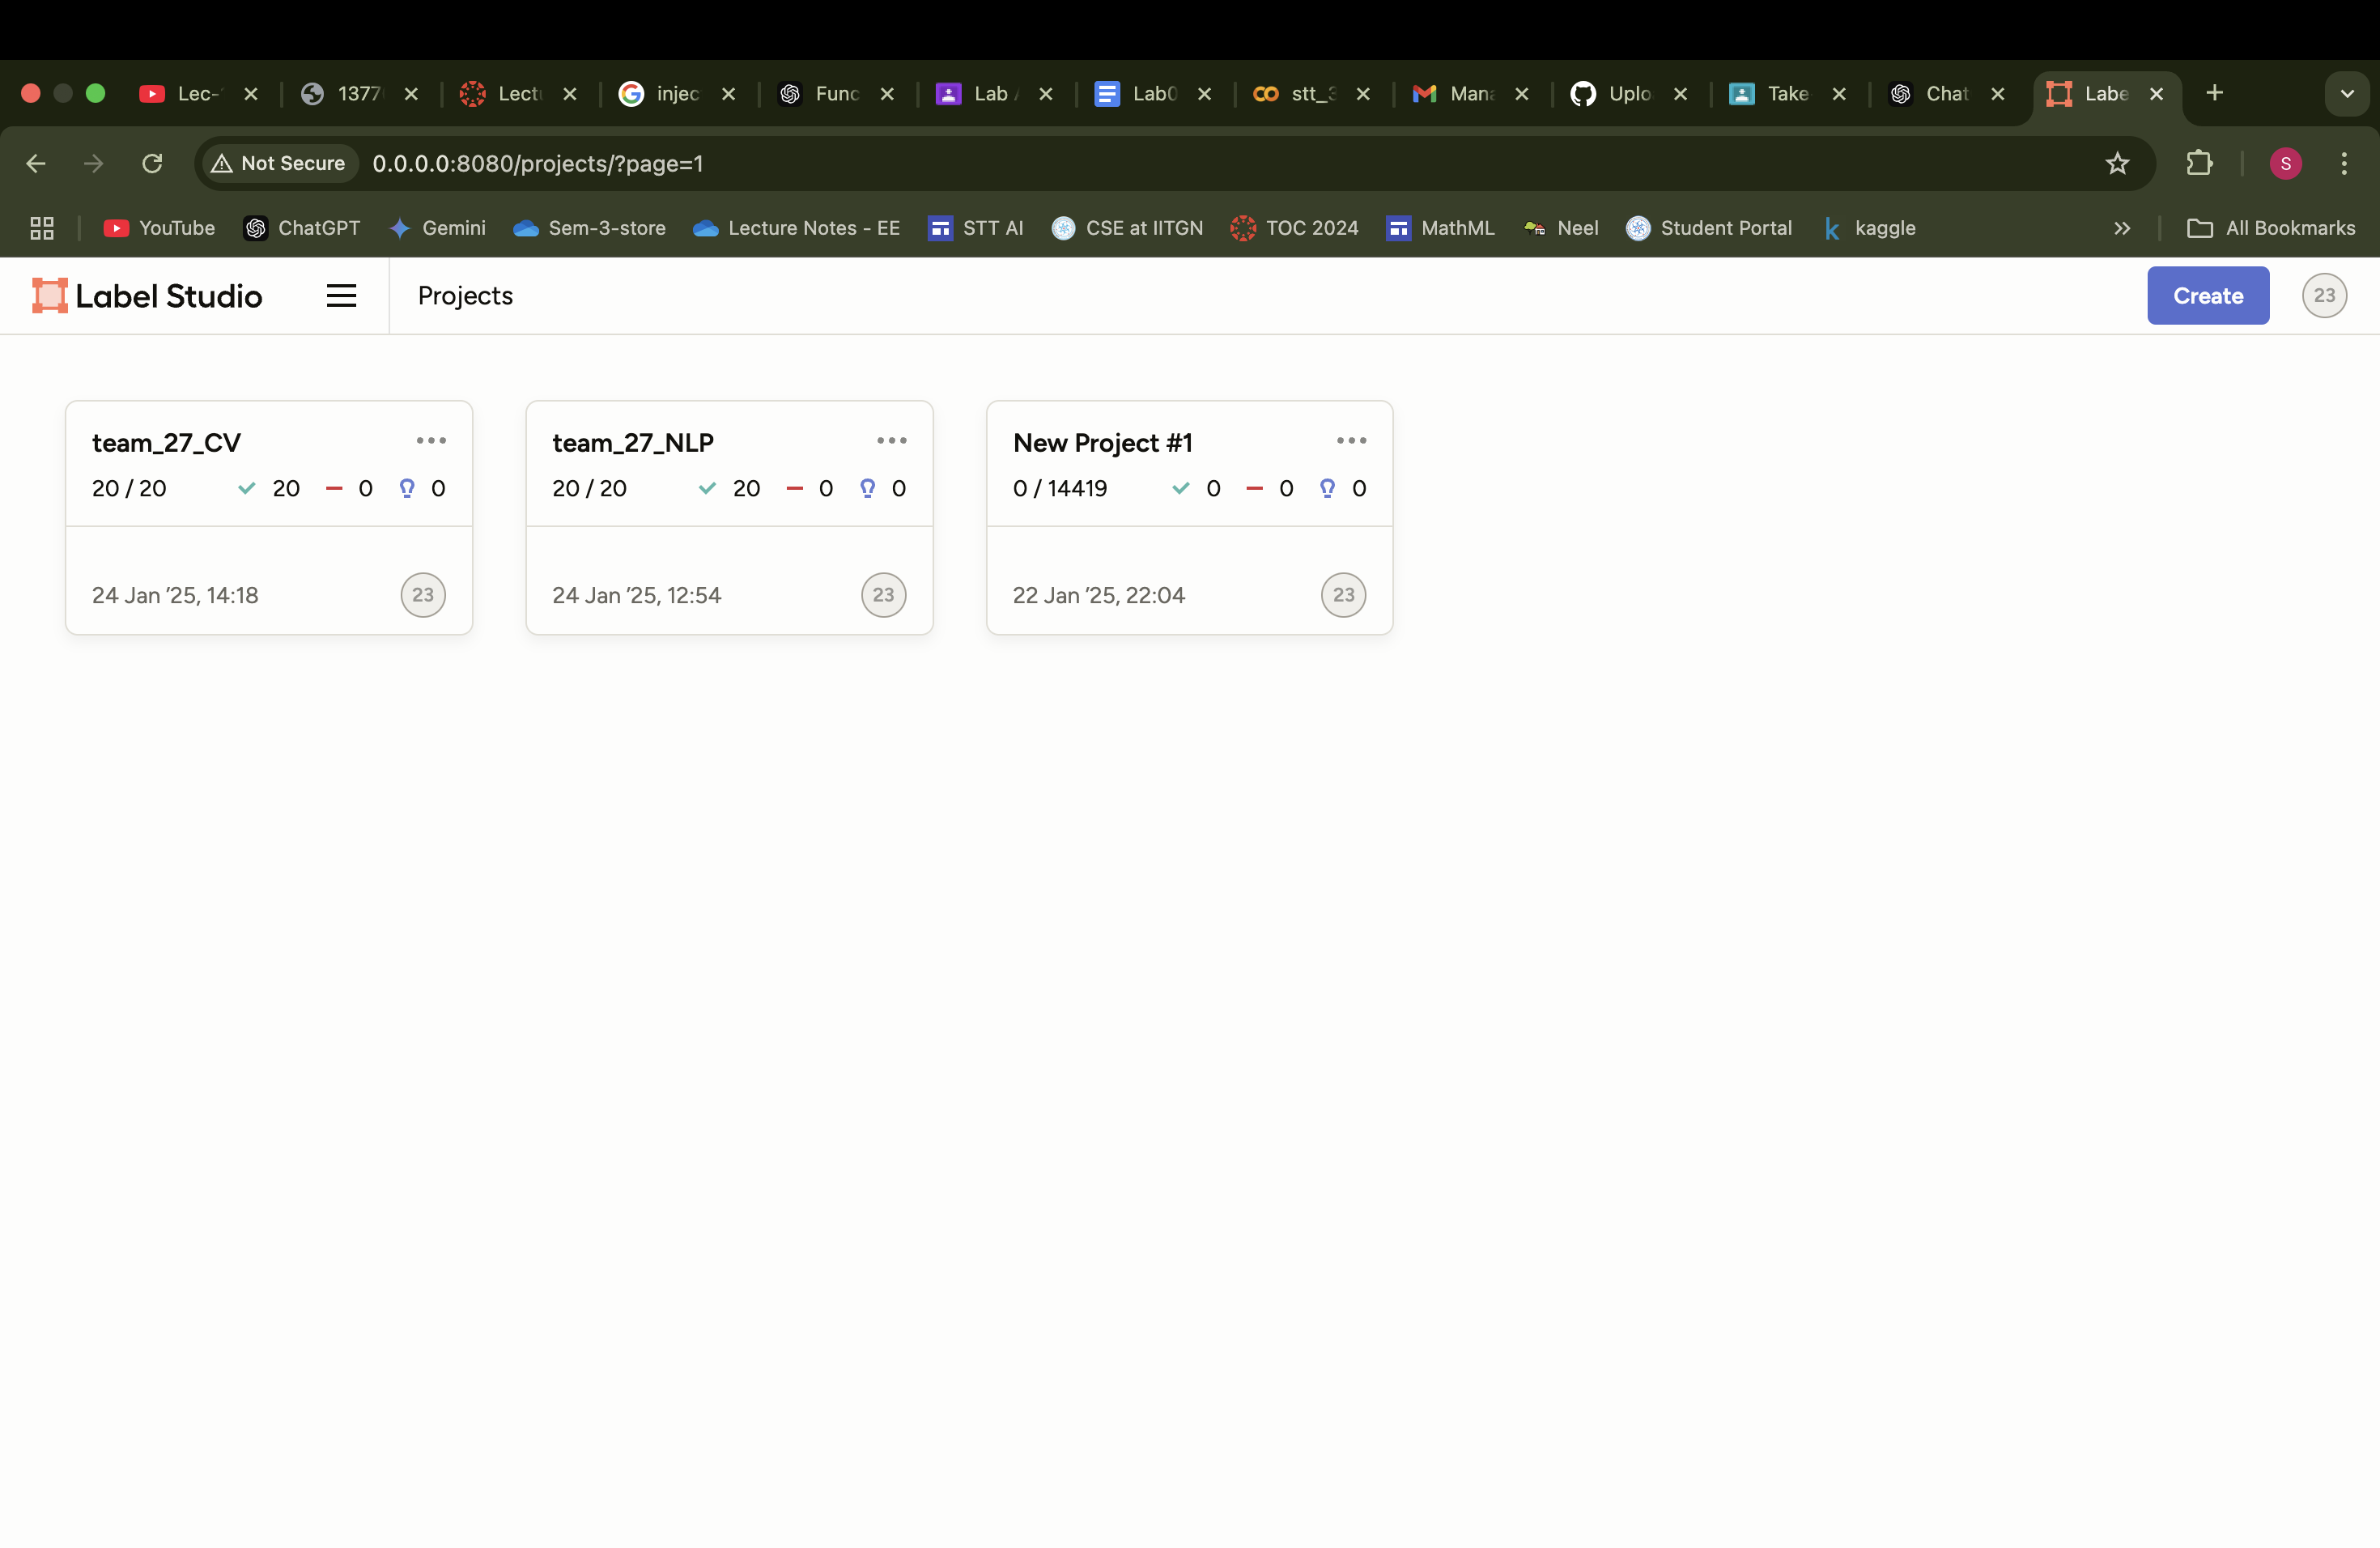 Lec- 1377 Lect injec Func Lab Lab0 stt_3 Mana Uplo Take Chat Labe
Not Secure 0.0.0.0:8080/projects/?page=1 S
YouTube ChatGPT Gemini Sem-3-store Lecture Notes - EE STT AI CSE at IITGN TOC 2024 MathML Neel Student Portal kaggle All Bookmarks
Label Studio Projects Create 23
team_27_CV
20 / 20 20 0 0
24 Jan ’25, 14:18 23
team_27_NLP
20 / 20 20 0 0
24 Jan ’25, 12:54 23
New Project #1
0 / 14419 0 0 0
22 Jan ’25, 22:04 23